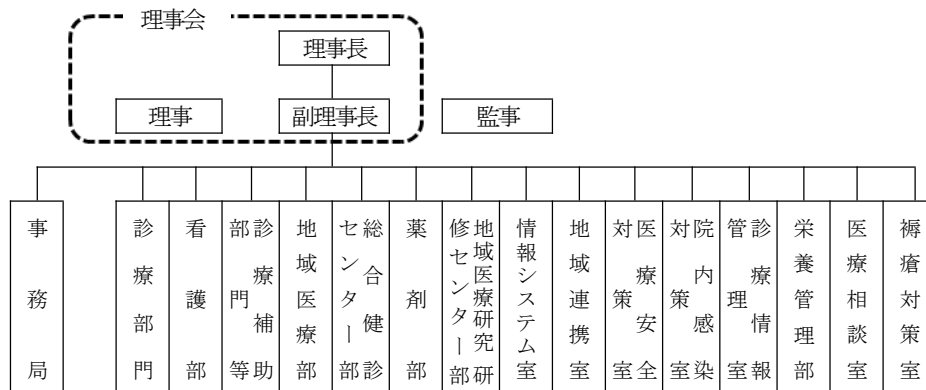 理事会
理事長
理事
副理事長
監事
事務局
診療部門
看護部
診療補助
部門等
地域医療部
総合健診
センター部
薬剤部
地域医療研究研
修センター部
情報システム室
地域連携室
医療安全
対策室
院内感染
対策室
診療情報
管理室
栄養管理部
医療相談室
褥瘡対策室